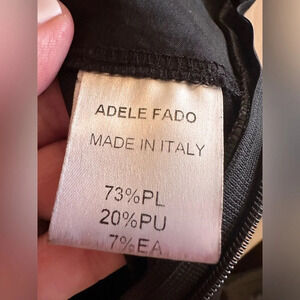 ADELE FADO
MADE IN ITALY
73%PL
20%PU
7%EA